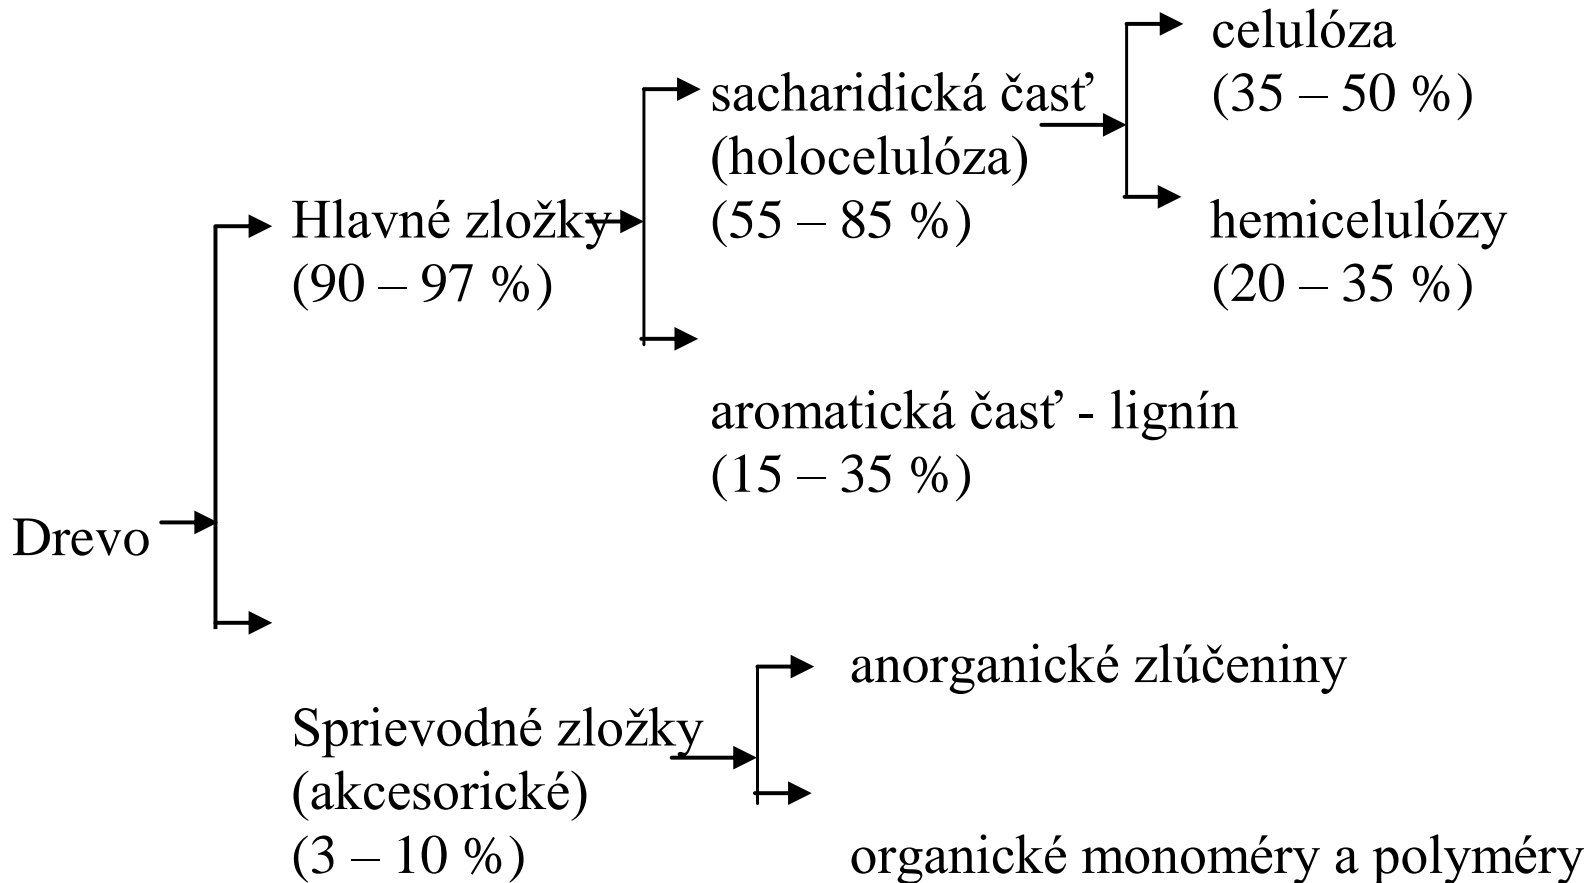 celulóza
(35 – 50 %)
sacharidická časť
(holocelulóza)
(55 – 85 %)
hemicelulózy
(20 – 35 %)
Hlavné zložky
(90 – 97 %)
aromatická časť - lignín
(15 – 35 %)
Drevo
anorganické zlúčeniny
Sprievodné zložky
(akcesorické)
(3 – 10 %)
organické monoméry a polyméry